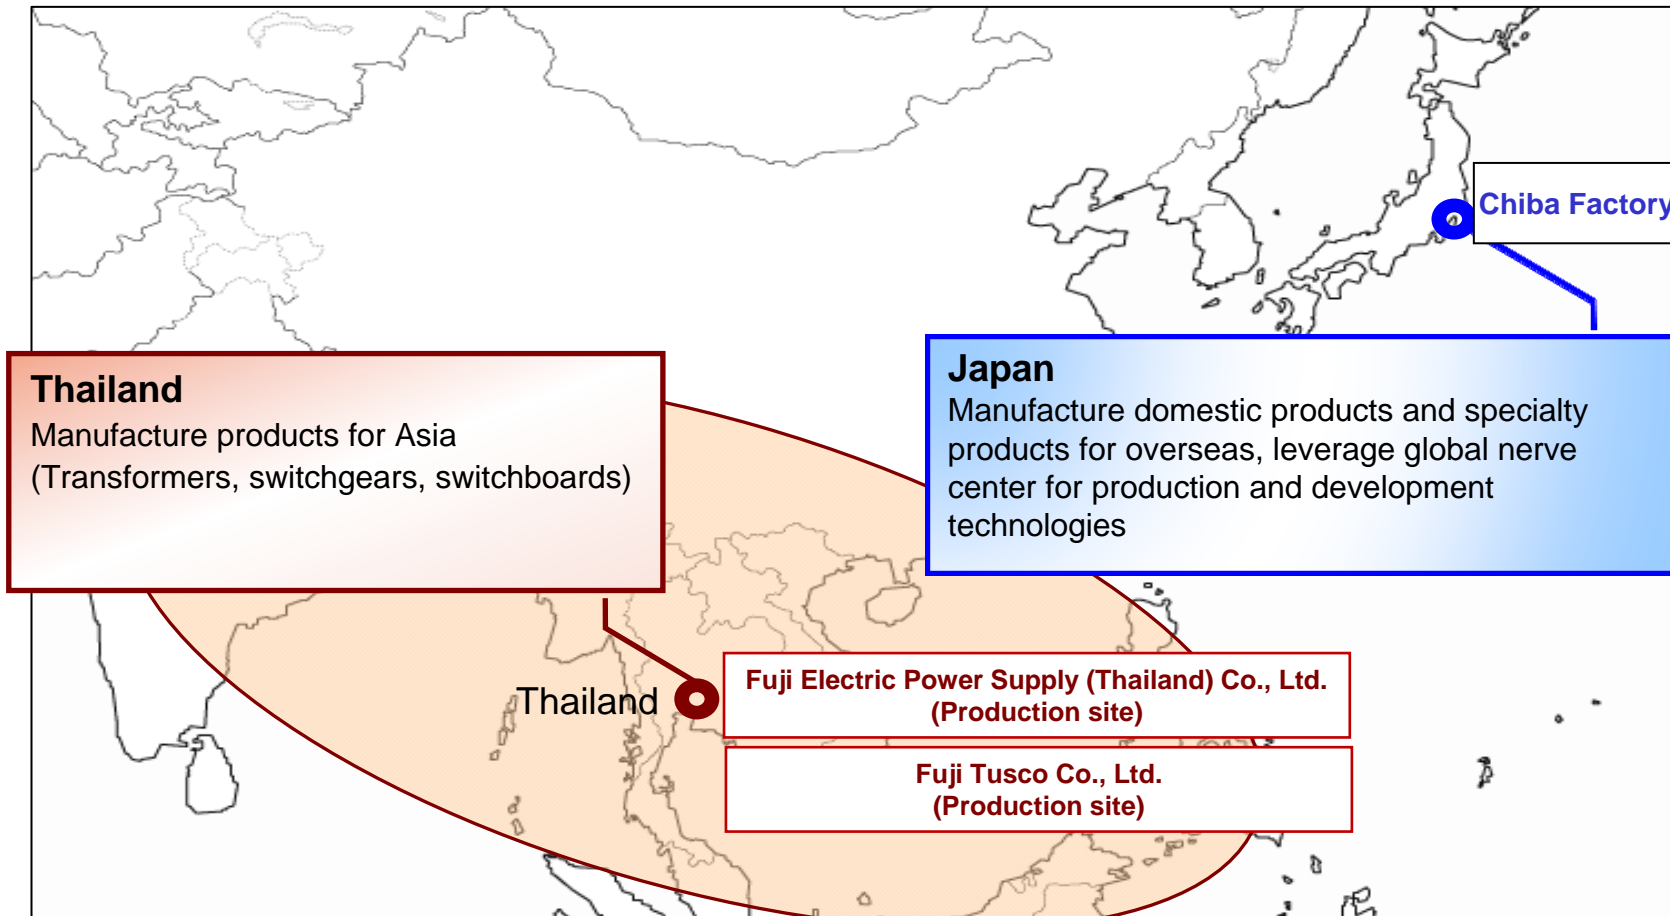 Chiba Factory
Thailand
Manufacture products for Asia
(Transformers, switchgears, switchboards)
Japan
Manufacture domestic products and specialty
products for overseas, leverage global nerve
center for production and development
technologies
Thailand
Fuji Electric Power Supply (Thailand) Co., Ltd.
(Production site)
Fuji Tusco Co., Ltd.
(Production site)